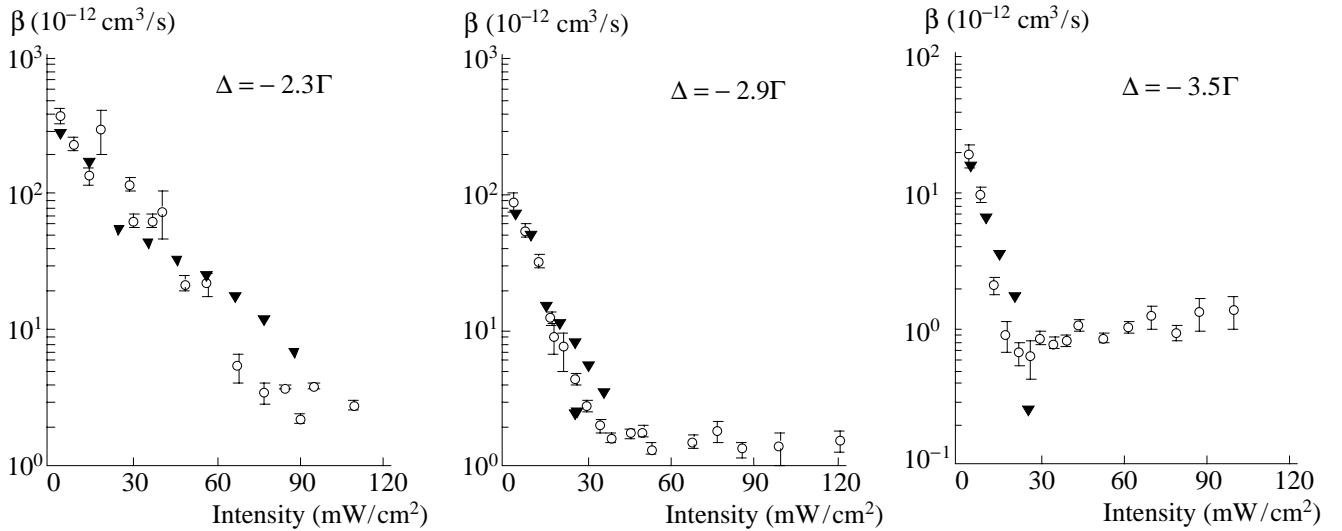 β (10⁻¹² cm³/s)
10³
10²
10¹
10⁰
Δ = − 2.3Γ
0 30 60 90 120
Intensity (mW/cm²)
β (10⁻¹² cm³/s)
10³
10²
10¹
10⁰
Δ = − 2.9Γ
0 30 60 90 120
Intensity (mW/cm²)
β (10⁻¹² cm³/s)
10²
10¹
10⁰
10⁻¹
Δ = − 3.5Γ
0 30 60 90 120
Intensity (mW/cm²)